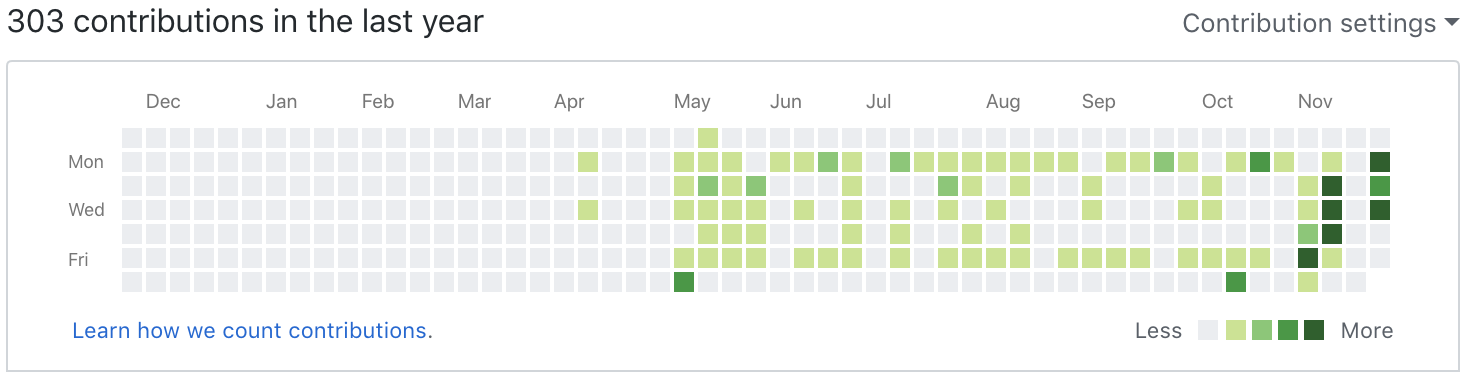 303 contributions in the last year
Contribution settings
Dec Jan Feb Mar Apr May Jun Jul Aug Sep Oct Nov
Mon
Wed
Fri
Learn how we count contributions.
Less More